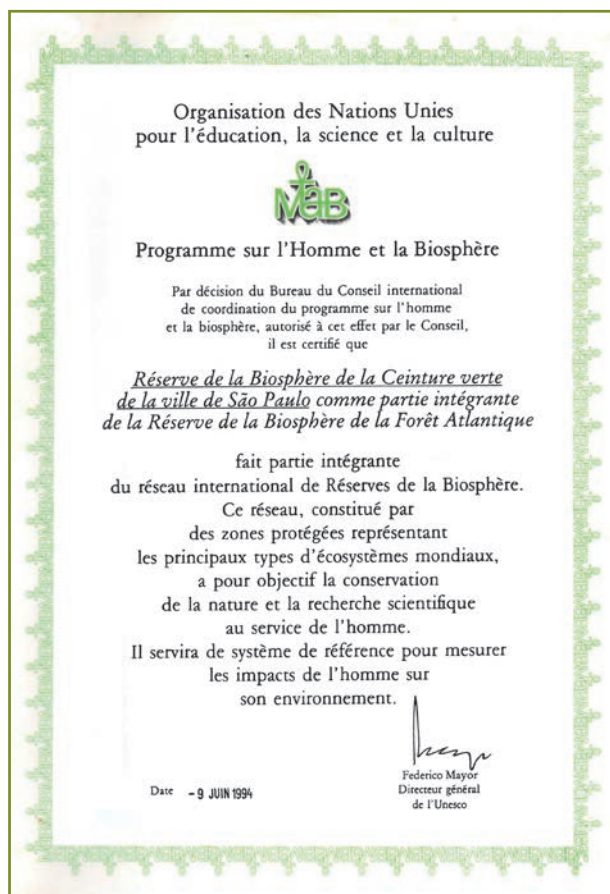 Organisation des Nations Unies
pour l'éducation, la science et la culture
MaB
Programme sur l'Homme et la Biosphère
Par décision du Bureau du Conseil international
de coordination du programme sur l'homme
et la biosphère, autorisé à cet effet par le Conseil,
il est certifié que
Réserve de la Biosphère de la Ceinture verte
de la ville de São Paulo comme partie intégrante
de la Réserve de la Biosphère de la Forêt Atlantique
fait partie intégrante
du réseau international de Réserves de la Biosphère.
Ce réseau, constitué par
des zones protégées représentant
les principaux types d'écosystèmes mondiaux,
a pour objectif la conservation
de la nature et la recherche scientifique
au service de l'homme.
Il servira de système de référence pour mesurer
les impacts de l'homme sur
son environnement.
Federico Mayor
Directeur général
de l'Unesco
Date - 9 JUIN 1994